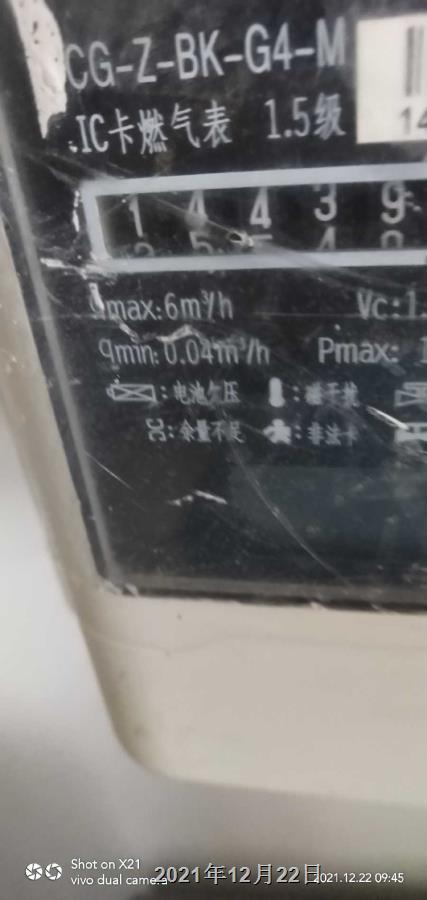 CG-Z-BK-G4-M
IC卡燃气表 1.5级
14
1 4 4 3 9
qmax:6m³/h Vc:1.
qmin:0.04m³/h Pmax: 1
:电池欠压 :磁干扰
:余量不足 :非法卡
Shot on X21
vivo dual camera
2021年12月22日
2021.12.22 09:45